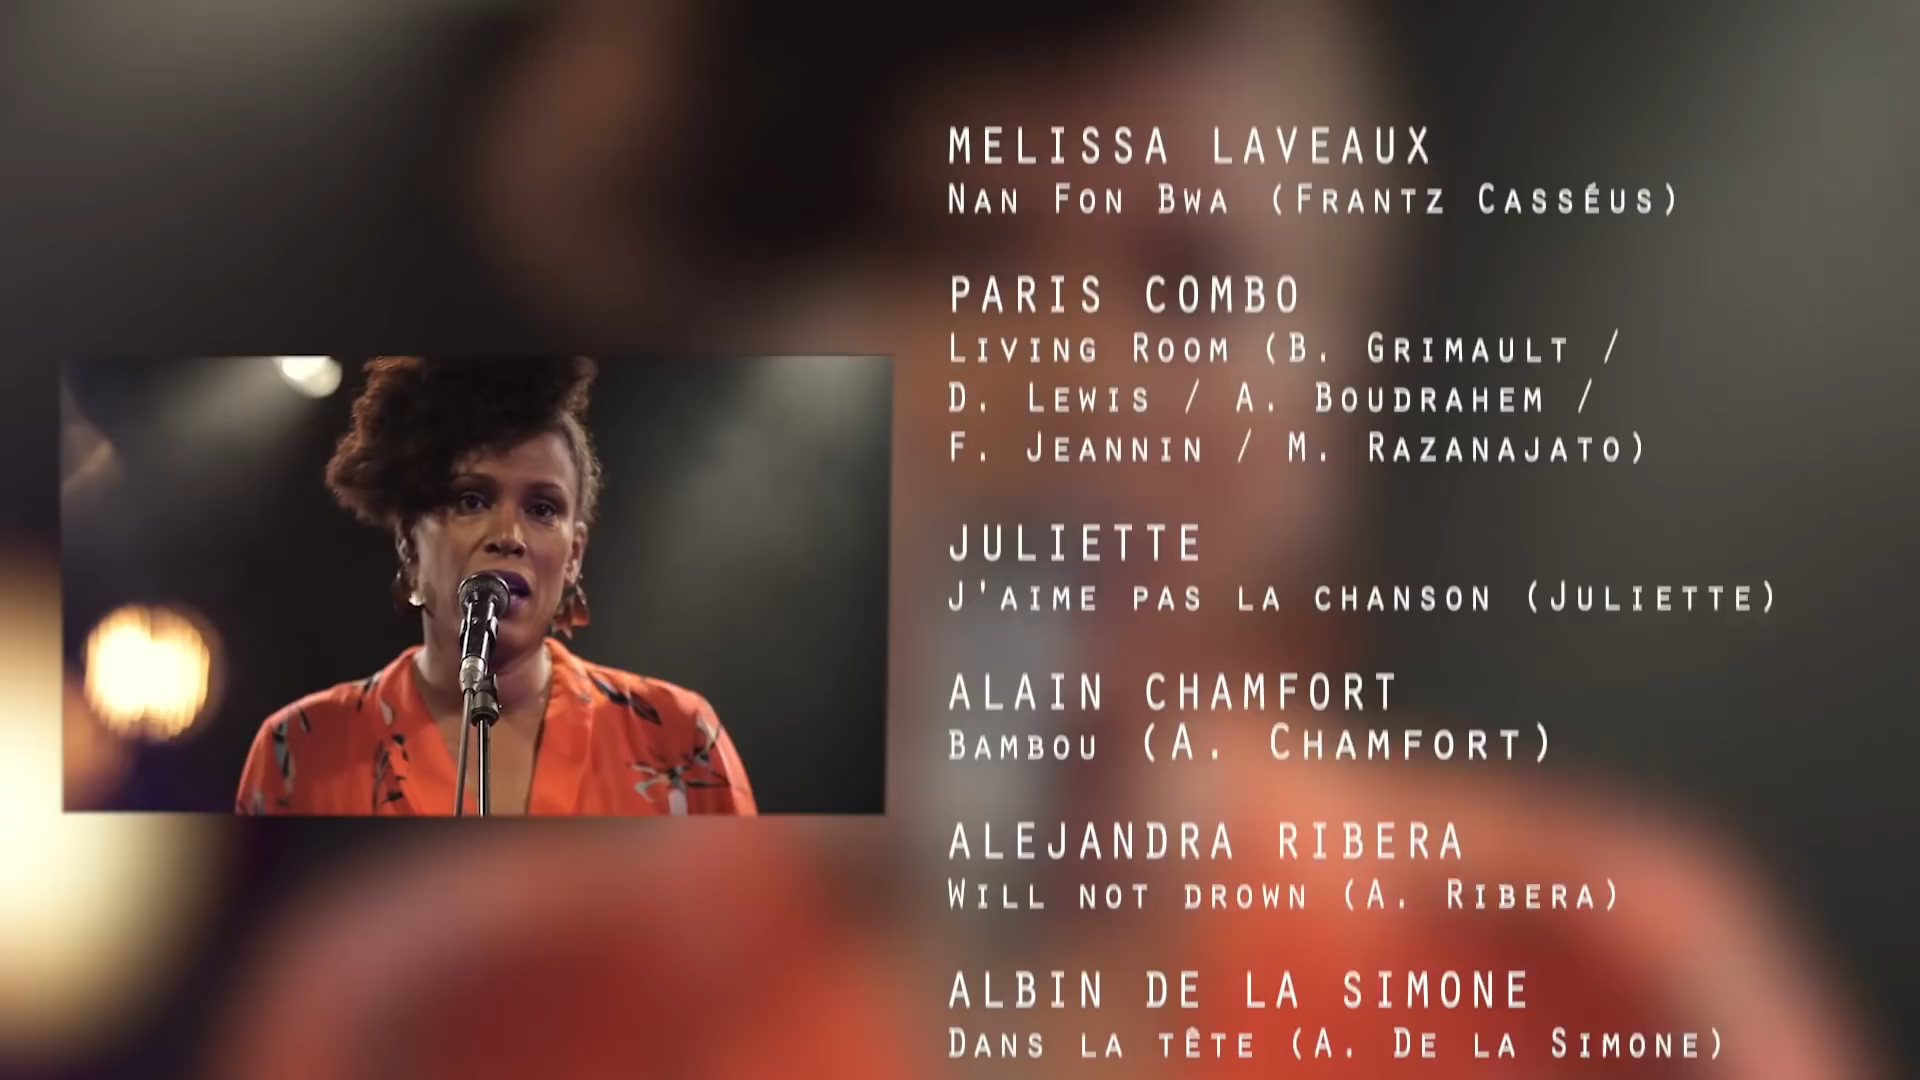 MELISSA LAVEAUX
NAN FON BWA (FRANTZ CASSÉUS)
PARIS COMBO
LIVING ROOM (B. GRIMAULT /
D. LEWIS / A. BOUDRAHEM /
F. JEANNIN / M. RAZANAJATO)
JULIETTE
J'AIME PAS LA CHANSON (JULIETTE)
ALAIN CHAMFORT
BAMBOU (A. CHAMFORT)
ALEJANDRA RIBERA
WILL NOT DROWN (A. RIBERA)
ALBIN DE LA SIMONE
DANS LA TÊTE (A. DE LA SIMONE)